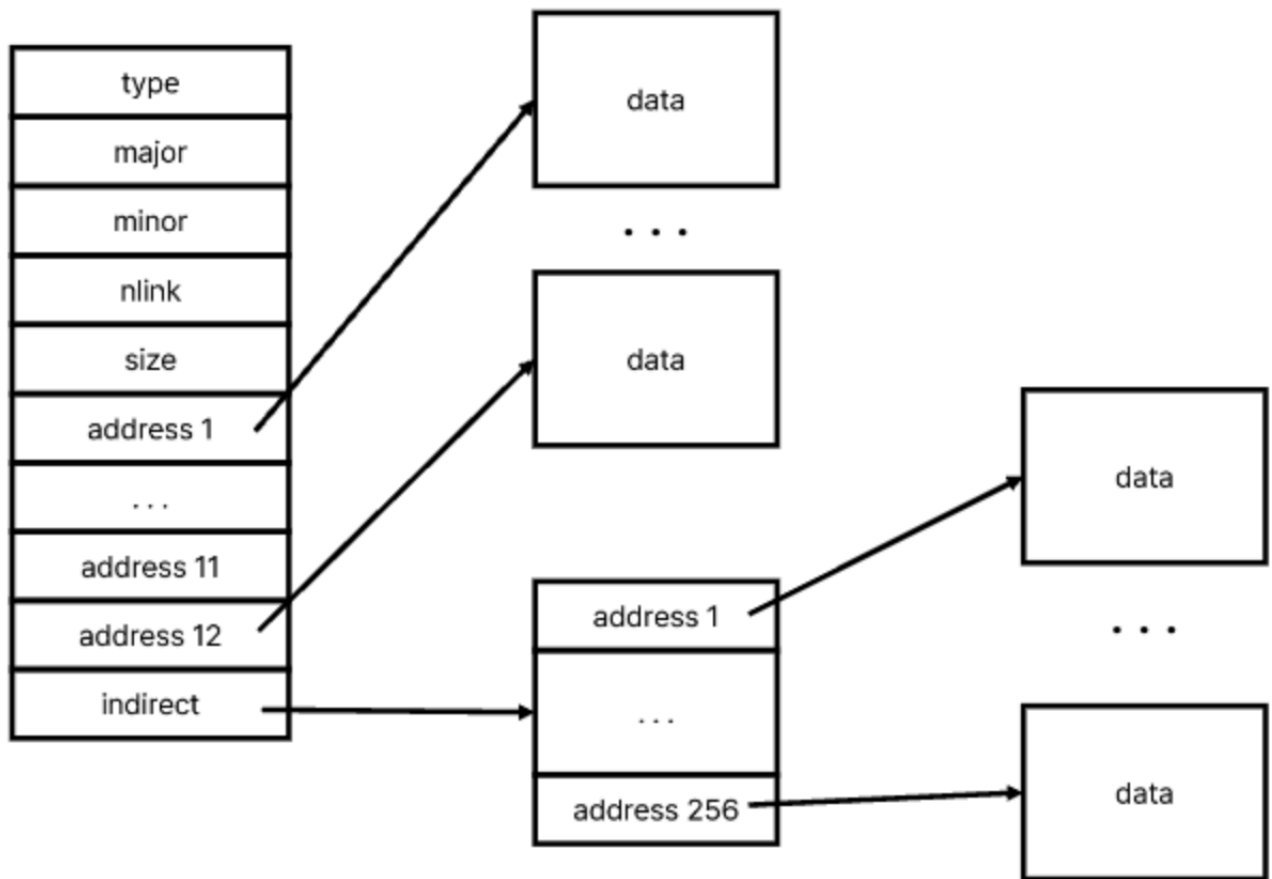 type
major
minor
nlink
size
address 1
...
address 11
address 12
indirect
data
...
data
address 1
...
address 256
data
...
data